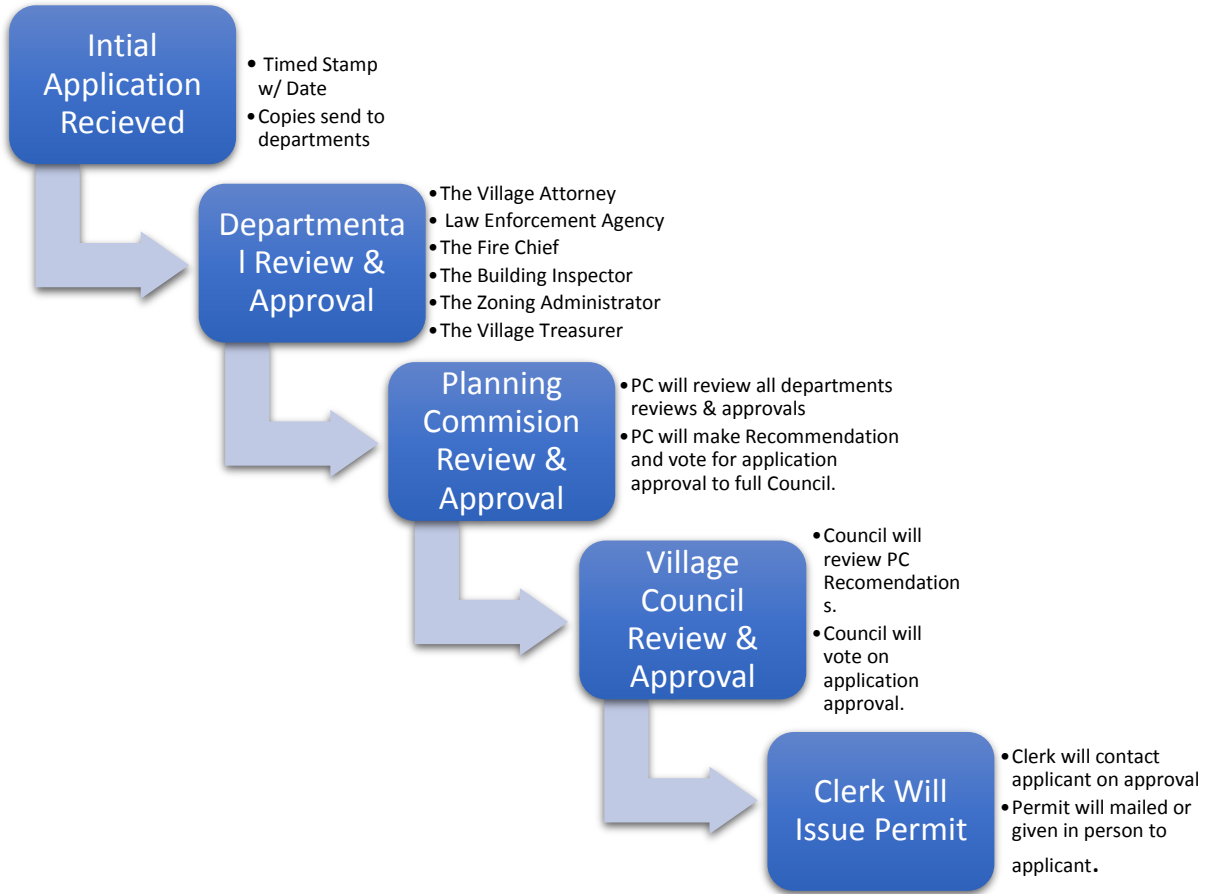 Intial
Application
Recieved
• Timed Stamp
w/ Date
•Copies send to
departments
Departmenta
l Review &
Approval
•The Village Attorney
• Law Enforcement Agency
•The Fire Chief
•The Building Inspector
•The Zoning Administrator
•The Village Treasurer
Planning
Commision
Review &
Approval
•PC will review all departments
reviews & approvals
•PC will make Recommendation
and vote for application
approval to full Council.
Village
Council
Review &
Approval
•Council will
review PC
Recomendation
s.
•Council will
vote on
application
approval.
Clerk Will
Issue Permit
•Clerk will contact
applicant on approval
•Permit will mailed or
given in person to
applicant.